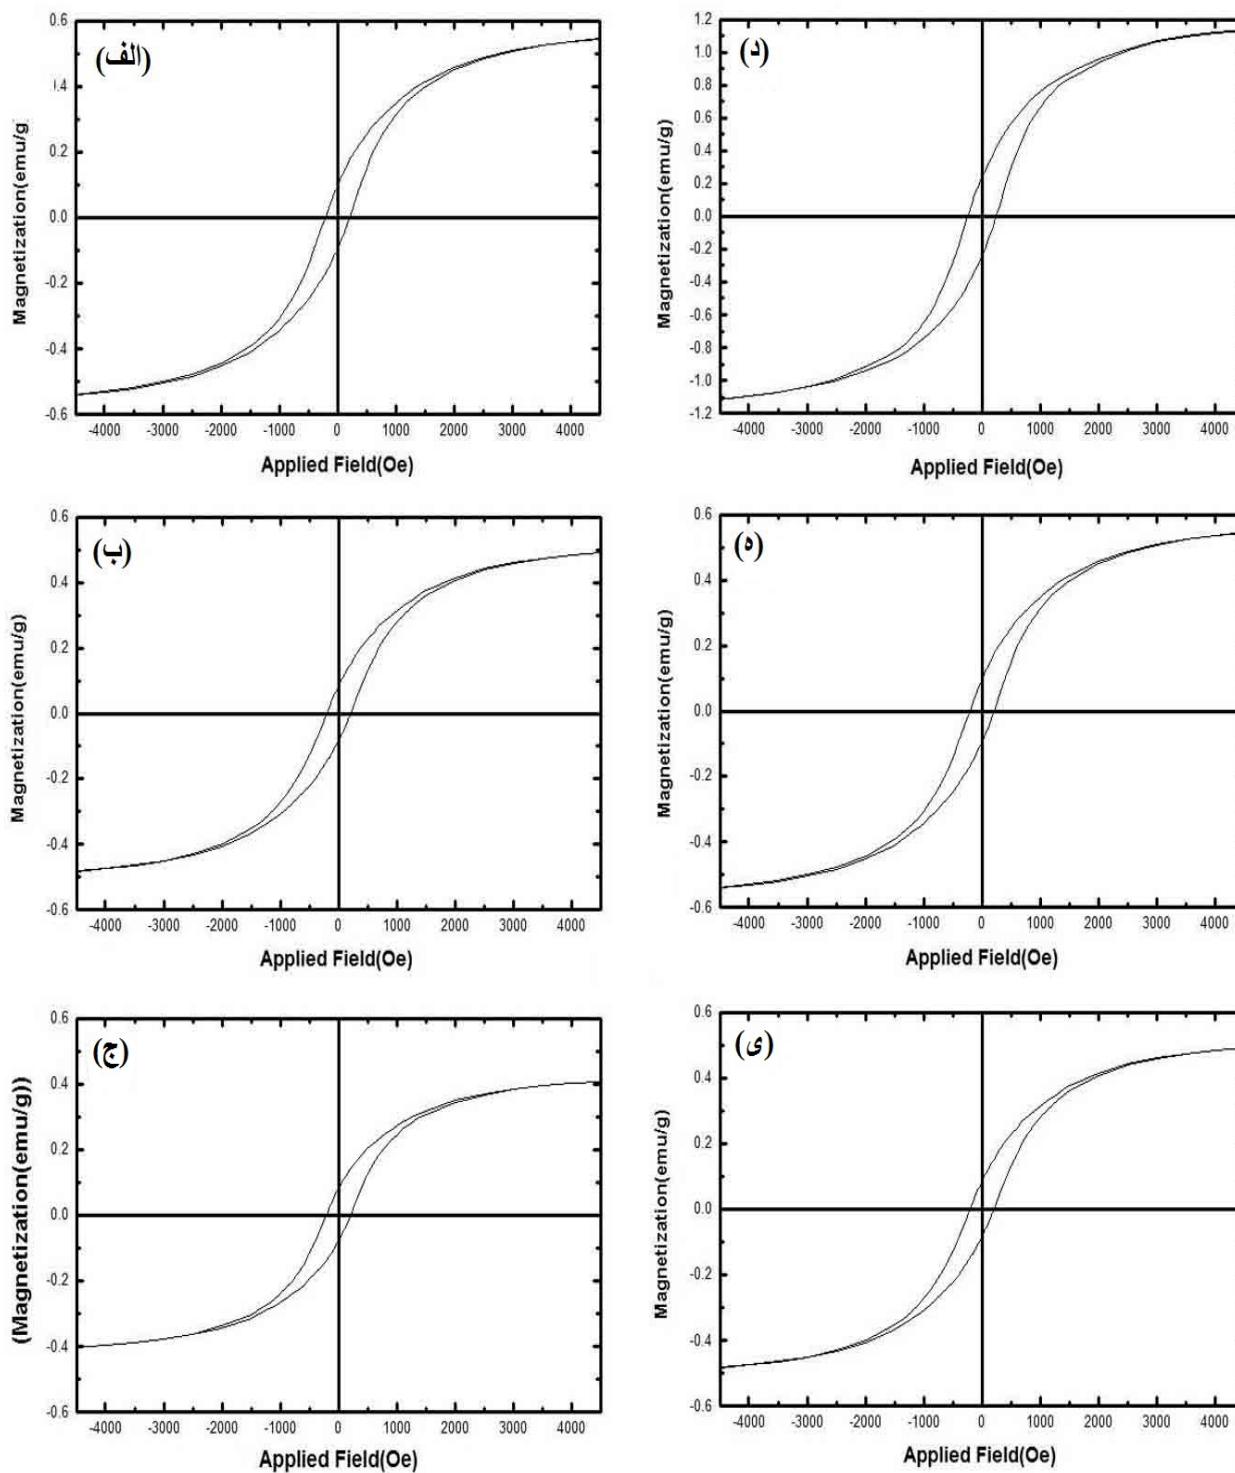 (الف)
0.6
1.4
0.2
0.0
-0.2
-0.4
-0.6
-4000 -3000 -2000 -1000 0 1000 2000 3000 4000
Magnetization(emu/g
Applied Field(Oe)
(د)
1.2
1.0
0.8
0.6
0.4
0.2
0.0
-0.2
-0.4
-0.6
-0.8
-1.0
-1.2
-4000 -3000 -2000 -1000 0 1000 2000 3000 4000
Magnetization(emu/g)
Applied Field(Oe)
(ب)
0.6
0.4
0.2
0.0
-0.2
-0.4
-0.6
-4000 -3000 -2000 -1000 0 1000 2000 3000 4000
Magnetization(emu/g)
Applied Field(Oe)
(ه)
0.6
0.4
0.2
0.0
-0.2
-0.4
-0.6
-4000 -3000 -2000 -1000 0 1000 2000 3000 4000
Magnetization(emu/g)
Applied Field(Oe)
(ج)
0.6
0.4
0.2
0.0
-0.2
-0.4
-0.6
-4000 -3000 -2000 -1000 0 1000 2000 3000 4000
(Magnetization(emu/g))
Applied Field(Oe)
(ى)
0.6
0.4
0.2
0.0
-0.2
-0.4
-0.6
-4000 -3000 -2000 -1000 0 1000 2000 3000 4000
Magnetization(emu/g)
Applied Field(Oe)